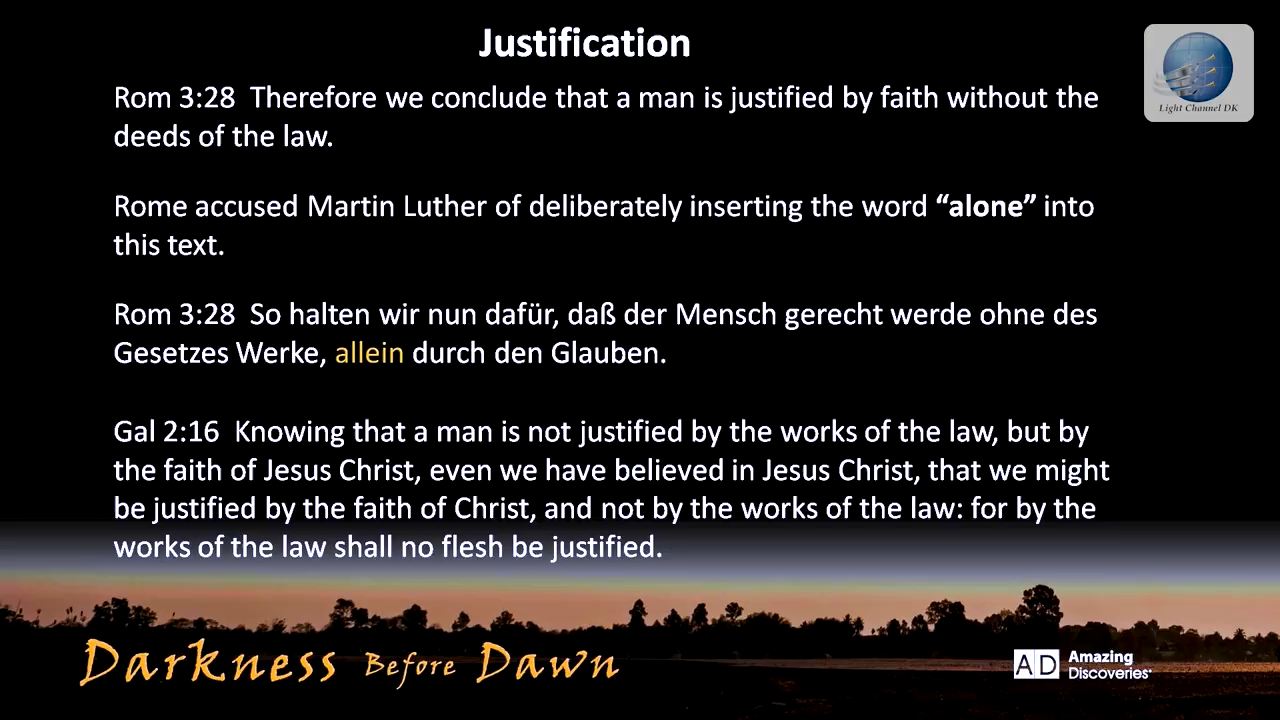 Justification
Light Channel DK
Rom 3:28  Therefore we conclude that a man is justified by faith without the
deeds of the law.
Rome accused Martin Luther of deliberately inserting the word “alone” into
this text.
Rom 3:28  So halten wir nun dafür, daß der Mensch gerecht werde ohne des
Gesetzes Werke, allein durch den Glauben.
Gal 2:16  Knowing that a man is not justified by the works of the law, but by
the faith of Jesus Christ, even we have believed in Jesus Christ, that we might
be justified by the faith of Christ, and not by the works of the law: for by the
works of the law shall no flesh be justified.
Darkness Before Dawn
AD Amazing
Discoveries